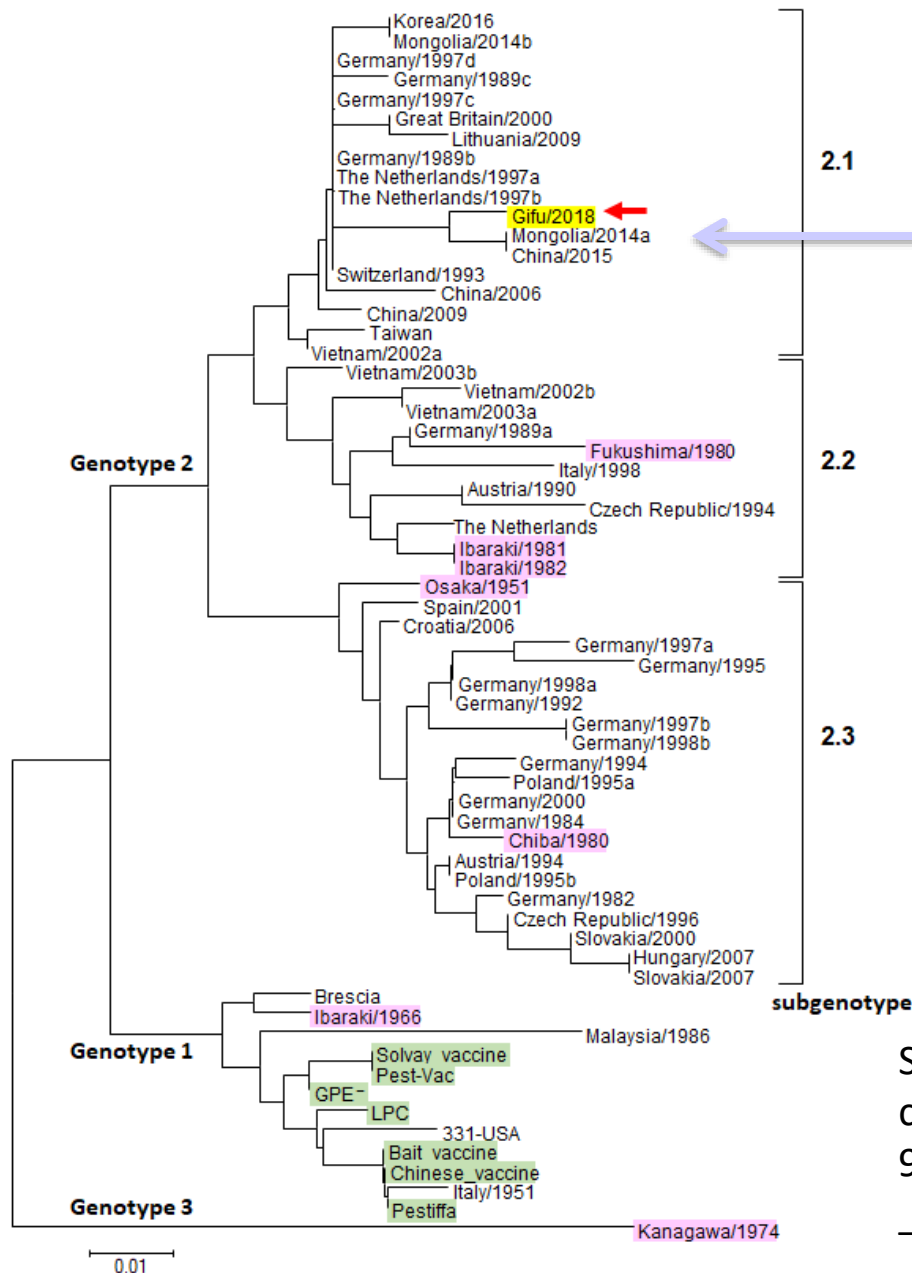 Korea/2016
Mongolia/2014b
Germany/1997d
Germany/1989c
Germany/1997c
Great Britain/2000
Lithuania/2009
Germany/1989b
The Netherlands/1997a
The Netherlands/1997b
Gifu/2018
Mongolia/2014a
China/2015
Switzerland/1993
China/2006
China/2009
Taiwan
Vietnam/2002a
2.1
Vietnam/2003b
Vietnam/2002b
Vietnam/2003a
Germany/1989a
Fukushima/1980
Italy/1998
Austria/1990
Czech Republic/1994
The Netherlands
Ibaraki/1981
Ibaraki/1982
2.2
Genotype 2
Osaka/1951
Spain/2001
Croatia/2006
Germany/1997a
Germany/1995
Germany/1998a
Germany/1992
Germany/1997b
Germany/1998b
Germany/1994
Poland/1995a
Germany/2000
Germany/1984
Chiba/1980
Austria/1994
Poland/1995b
Germany/1982
Czech Republic/1996
Slovakia/2000
Hungary/2007
Slovakia/2007
2.3
subgenotype
Brescia
Ibaraki/1966
Malaysia/1986
Genotype 1
Solvay_vaccine
Pest-Vac
GPE⁻
LPC
331-USA
Bait_vaccine
Chinese_vaccine
Italy/1951
Pestiffa
Genotype 3
Kanagawa/1974
0.01